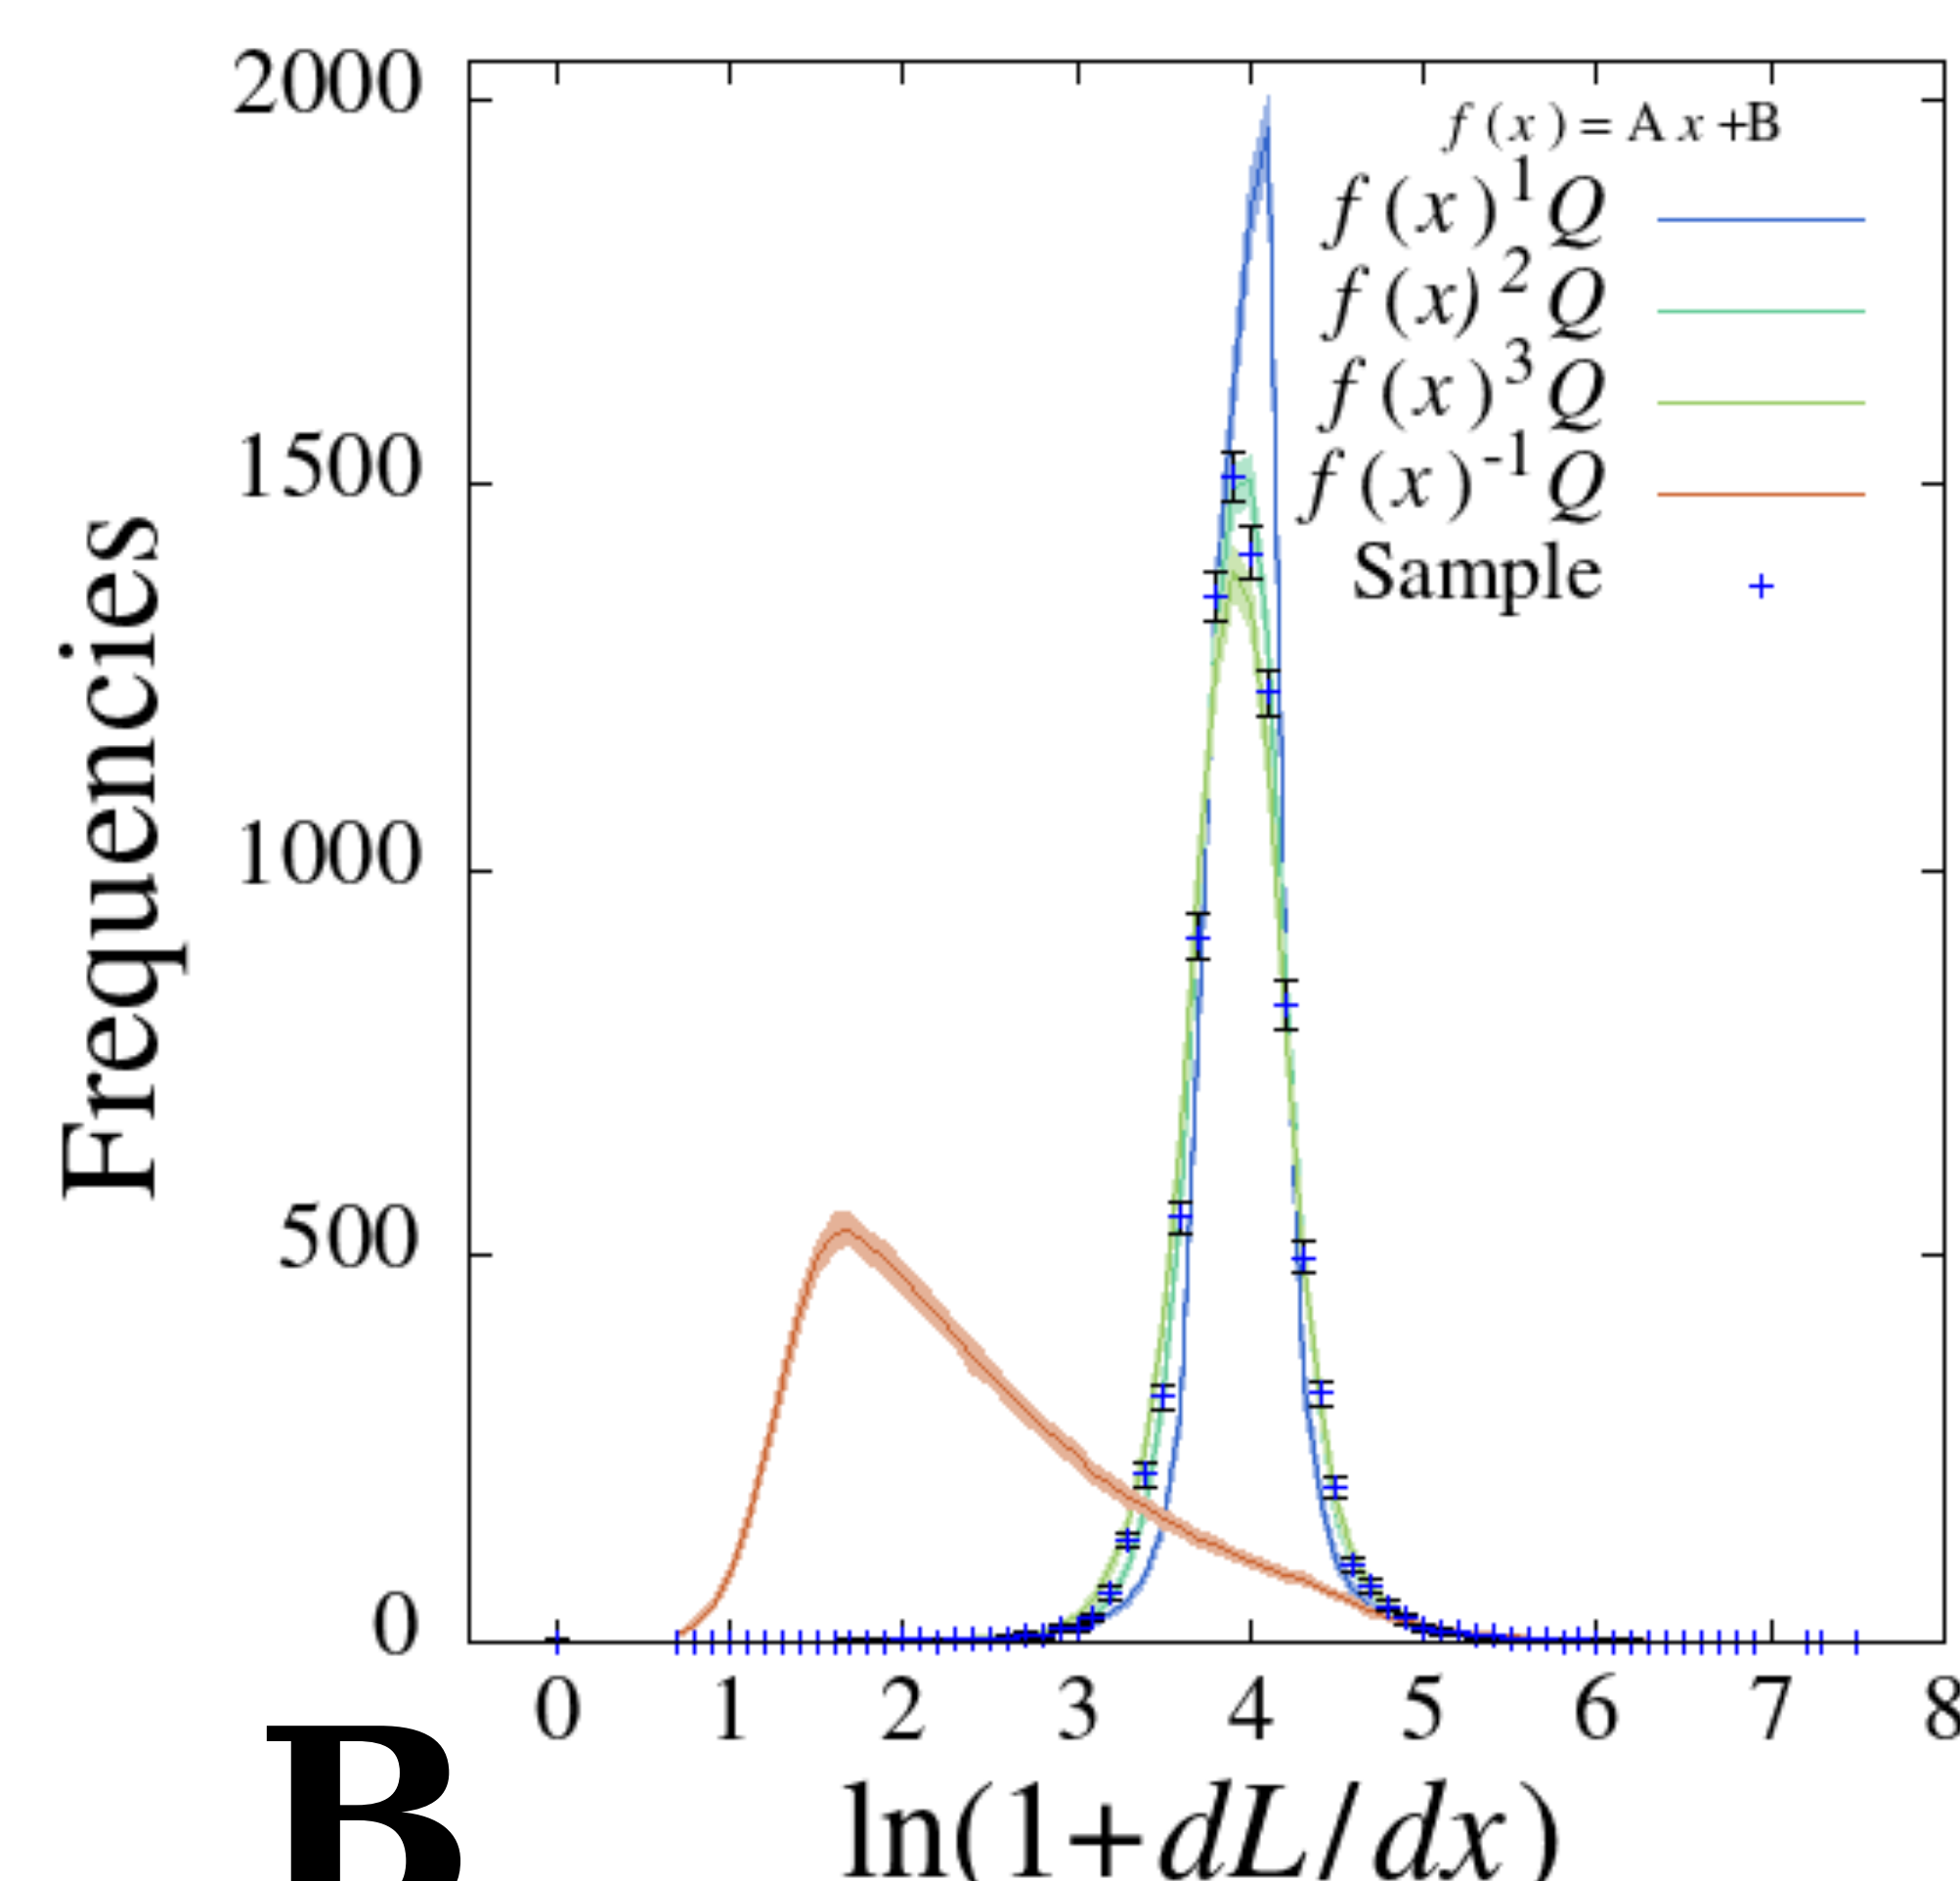 2000
1500
1000
500
0
Frequencies
f (x) = A x +B
f (x)¹ Q
f (x)² Q
f (x)³ Q
f (x)⁻¹ Q
Sample
0 1 2 3 4 5 6 7 8
ln(1+dL/dx)
B